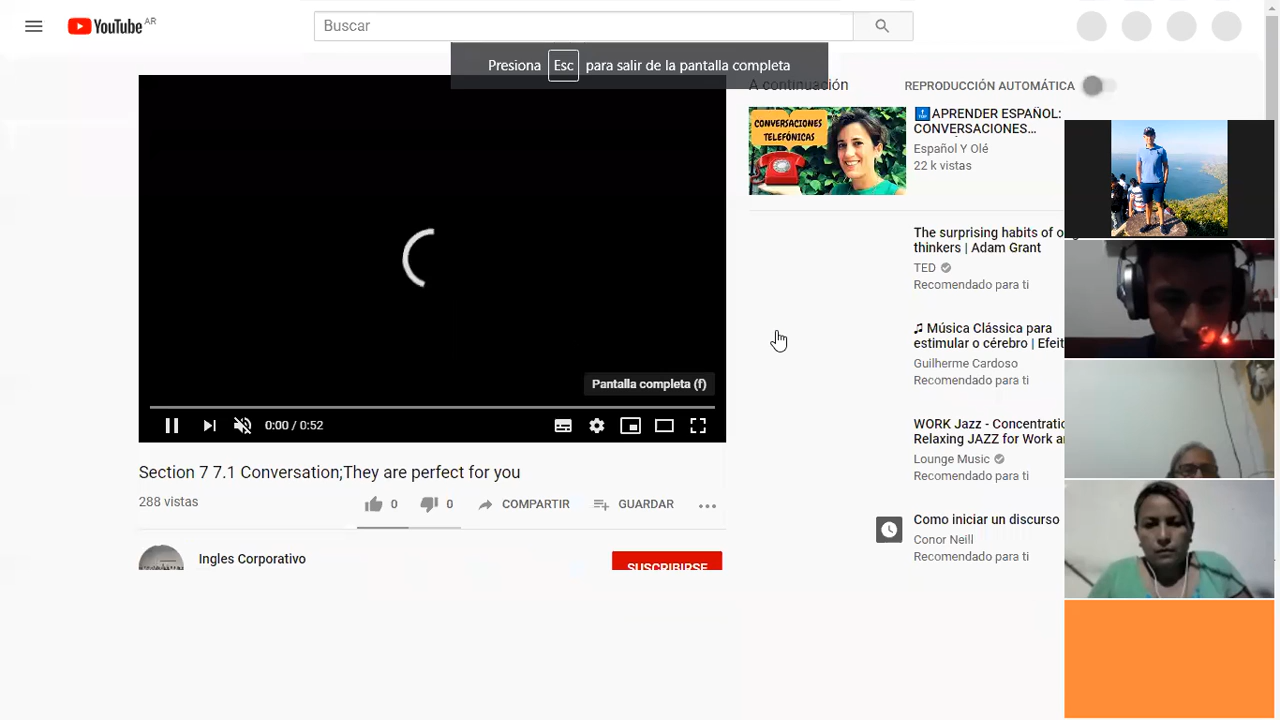 YouTube AR
Buscar
Presiona Esc para salir de la pantalla completa
A continuación
REPRODUCCIÓN AUTOMÁTICA
CONVERSACIONES
TELEFÓNICAS
APRENDER ESPAÑOL:
CONVERSACIONES...
Español Y Olé
22 k vistas
The surprising habits of
thinkers | Adam Grant
TED
Recomendado para ti
Música Clássica para
estimular o cérebro | Efeit
Guilherme Cardoso
Recomendado para ti
WORK Jazz - Concentratio
Relaxing JAZZ for Work
Lounge Music
Recomendado para ti
Como iniciar un discurso
Conor Neill
Recomendado para ti
Pantalla completa (f)
0:00 / 0:52
Section 7 7.1 Conversation;They are perfect for you
288 vistas
0 0 COMPARTIR GUARDAR
Ingles Corporativo
SUSCRIBIRSE